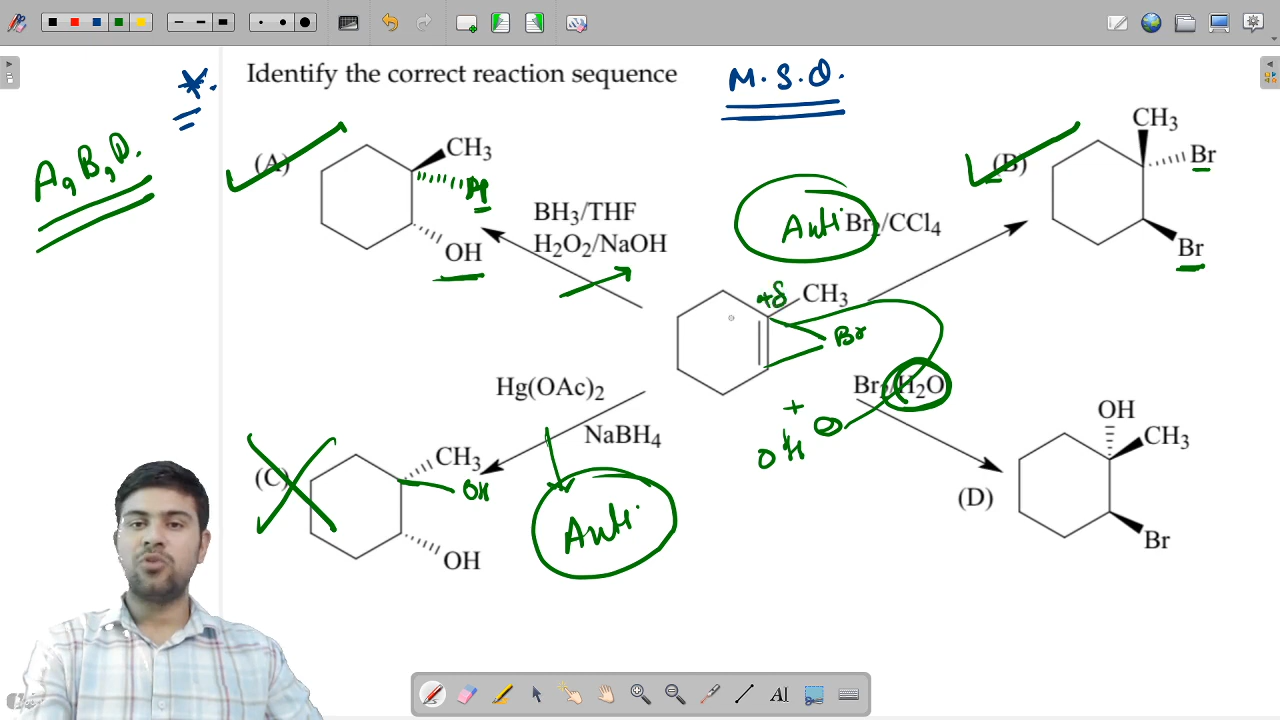 Identify the correct reaction sequence
M.S.Q.
A, B, D.
(A)
CH3
OH
BH3/THF
H2O2/NaOH
Anti
Br2/CCl4
(B)
CH3
Br
Br
+δ
CH3
Br
Hg(OAc)2
NaBH4
(C)
CH3
OH
OH
Anti
Br2/H2O
+
OH
(D)
OH
CH3
Br
AI